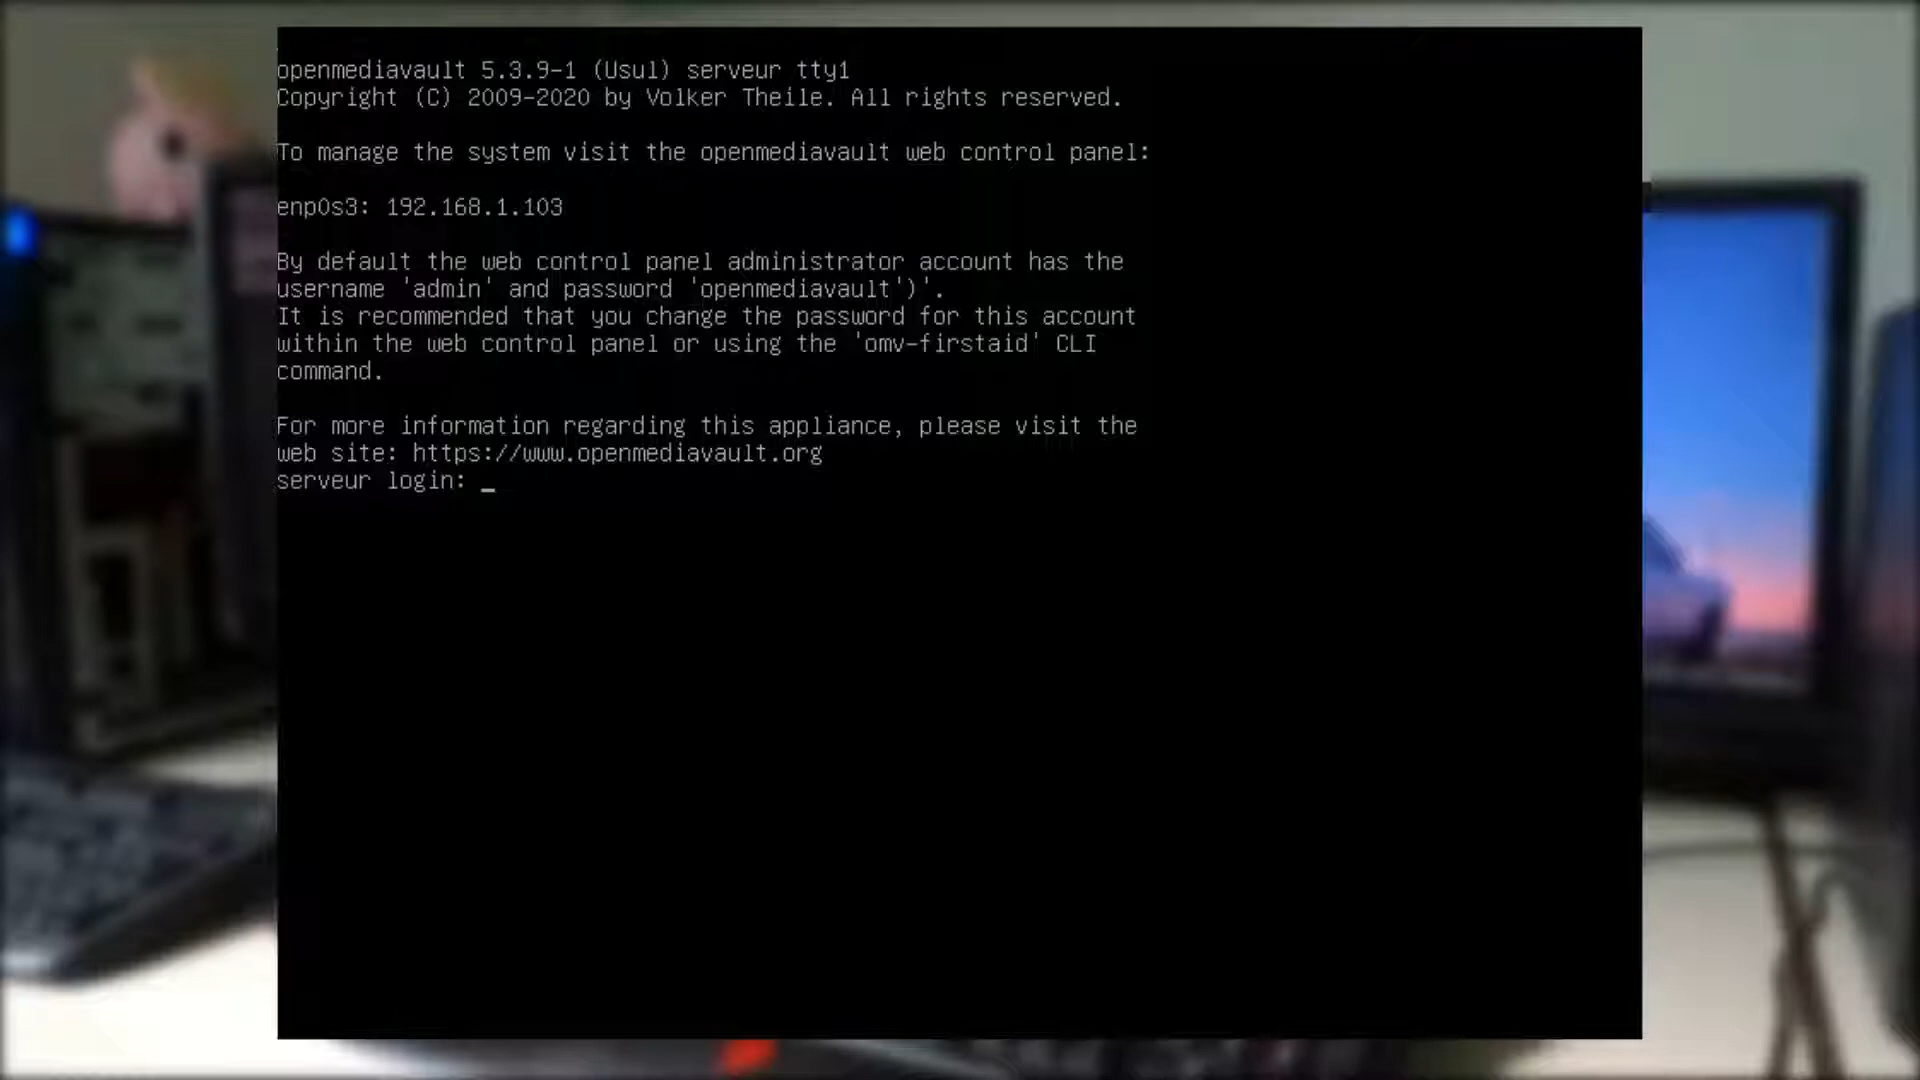 openmediavault 5.3.9-1 (Usul) serveur tty1
Copyright (C) 2009-2020 by Volker Theile. All rights reserved.
To manage the system visit the openmediavault web control panel:
enp0s3: 192.168.1.103
By default the web control panel administrator account has the
username 'admin' and password 'openmediavault')'.
It is recommended that you change the password for this account
within the web control panel or using the 'omv-firstaid' CLI
command.
For more information regarding this appliance, please visit the
web site: https://www.openmediavault.org
serveur login: _